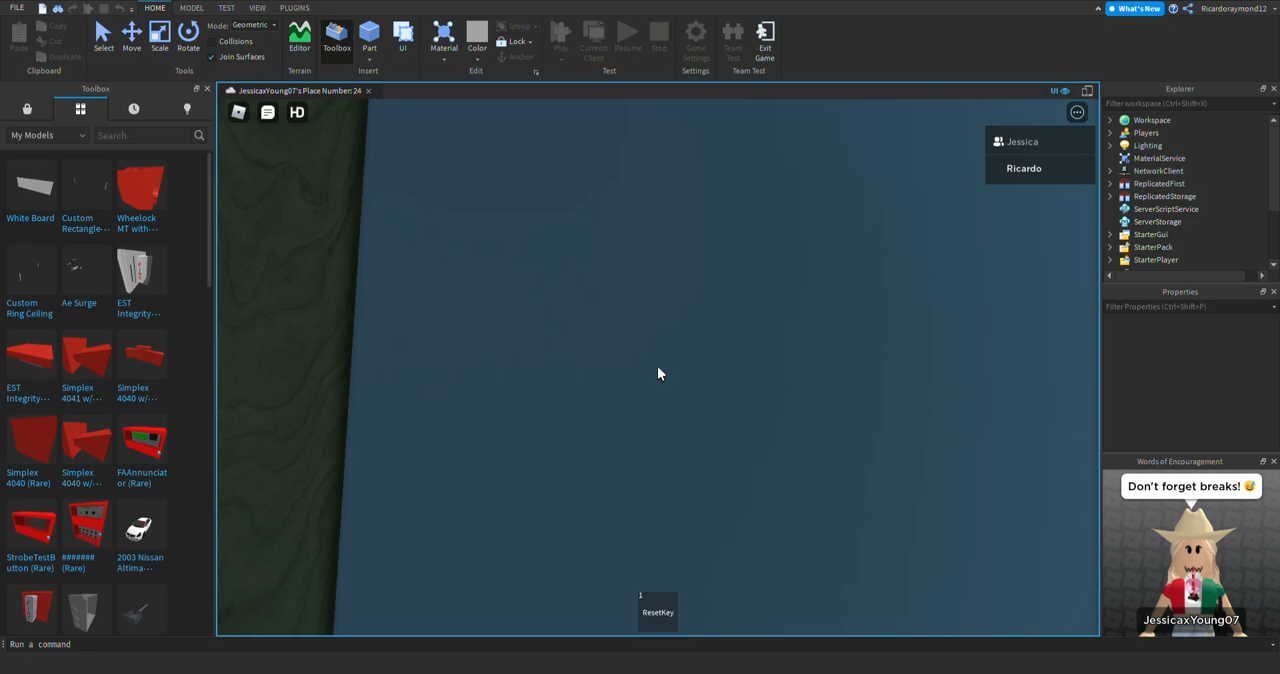 FILE HOME MODEL TEST VIEW PLUGINS What's New Ricardoraymond12
Paste Copy Cut Duplicate Select Move Scale Rotate Mode: Geometric Collisions Join Surfaces Editor Toolbox Part UI Material Color Group Lock Anchor Play Current: Client Resume Stop Game Settings Team Test Exit Game
Clipboard Tools Terrain Insert Edit Test Settings Team Test
Toolbox
My Models Search
White Board Custom Rectangle-·· Wheelock MT with-··
Custom Ring Ceiling Ae Surge EST Integrity-··
EST Integrity-·· Simplex 4041 w/-·· Simplex 4040 w/-··
Simplex 4040 (Rare) Simplex 4040 w/-·· FAAnnunciator (Rare)
StrobeTestButton (Rare) ####### (Rare) 2003 Nissan Altima-··
JessicaxYoung07's Place Number: 24 UI
HD
Jessica
Ricardo
1
ResetKey
Explorer
Filter workspace (Ctrl+Shift+X)
Workspace
Players
Lighting
MaterialService
NetworkClient
ReplicatedFirst
ReplicatedStorage
ServerScriptService
ServerStorage
StarterGui
StarterPack
StarterPlayer
Properties
Filter Properties (Ctrl+Shift+P)
Words of Encouragement
Don't forget breaks! 😅
JessicaxYoung07
Run a command